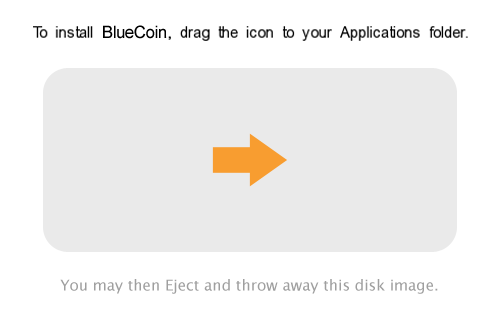 To install BlueCoin, drag the icon to your Applications folder.
You may then Eject and throw away this disk image.